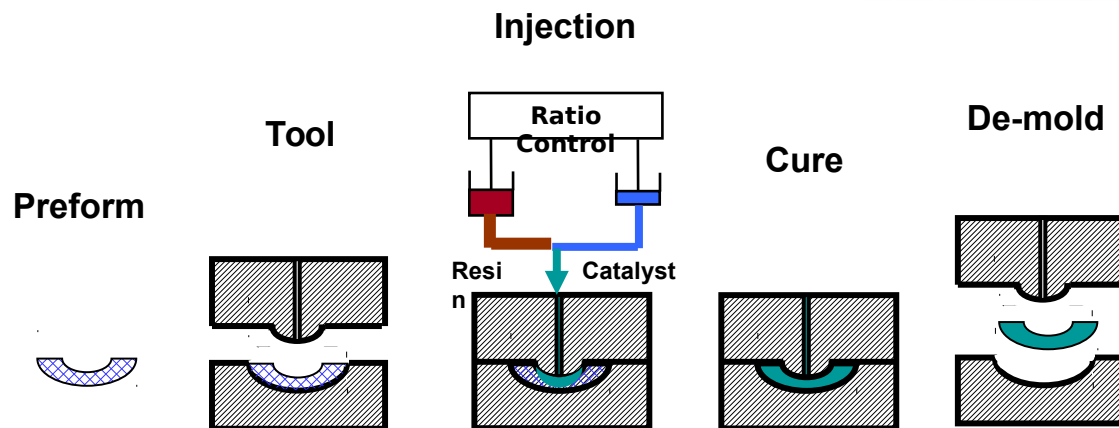 Injection
Ratio
Control
Tool
De-mold
Cure
Preform
Resi
n
Catalyst